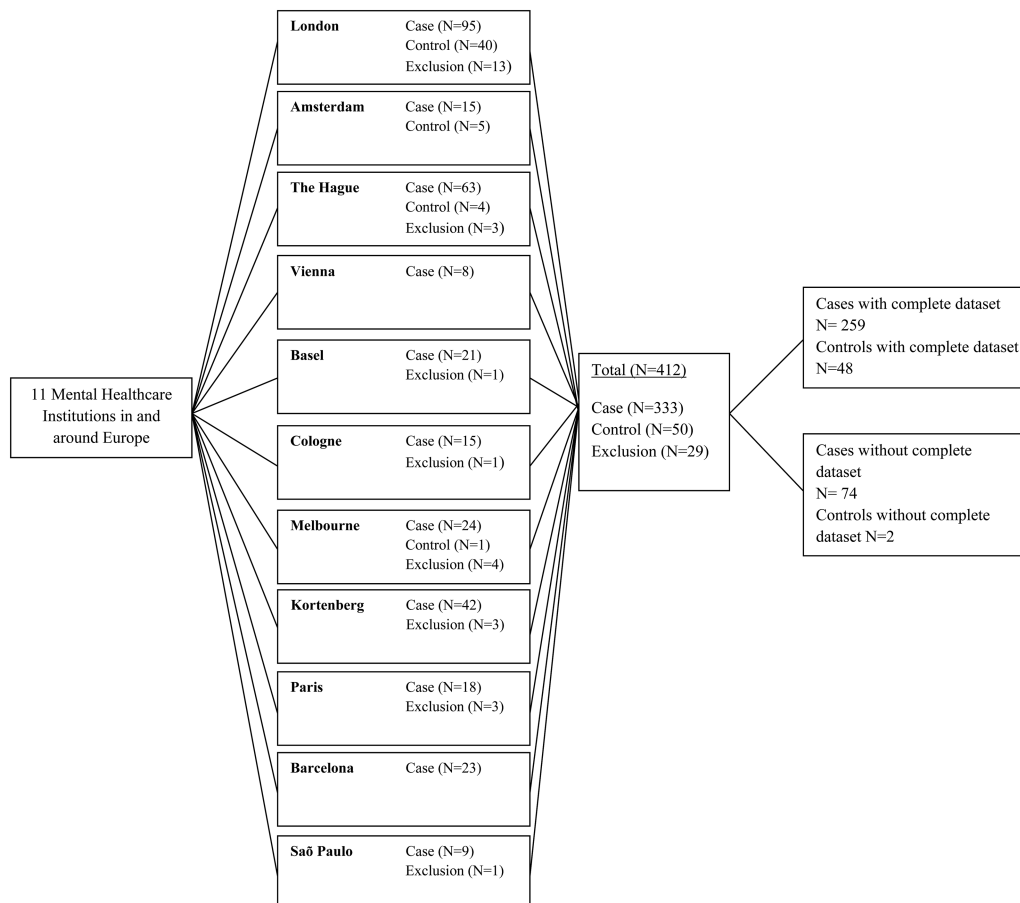 11 Mental Healthcare
Institutions in and
around Europe
London Case (N=95)
Control (N=40)
Exclusion (N=13)
Amsterdam Case (N=15)
Control (N=5)
The Hague Case (N=63)
Control (N=4)
Exclusion (N=3)
Vienna Case (N=8)
Basel Case (N=21)
Exclusion (N=1)
Cologne Case (N=15)
Exclusion (N=1)
Melbourne Case (N=24)
Control (N=1)
Exclusion (N=4)
Kortenberg Case (N=42)
Exclusion (N=3)
Paris Case (N=18)
Exclusion (N=3)
Barcelona Case (N=23)
Saõ Paulo Case (N=9)
Exclusion (N=1)
Total (N=412)
Case (N=333)
Control (N=50)
Exclusion (N=29)
Cases with complete dataset
N= 259
Controls with complete dataset
N=48
Cases without complete
dataset
N= 74
Controls without complete
dataset N=2